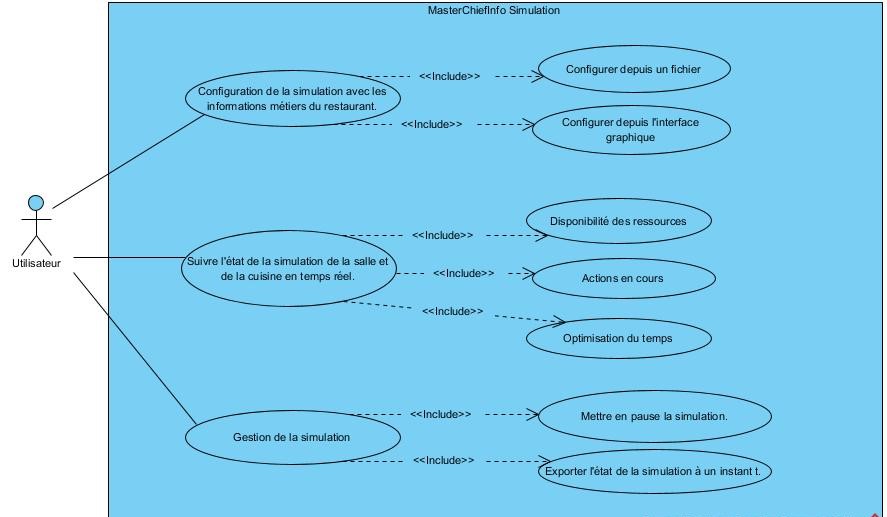 MasterChiefInfo Simulation
Configuration de la simulation avec les
informations métiers du restaurant.
<<Include>>
Configurer depuis un fichier
<<Include>>
Configurer depuis l'interface
graphique
Utilisateur
Suivre l'état de la simulation de la salle et
de la cuisine en temps réel.
<<Include>>
Disponibilité des ressources
<<Include>>
Actions en cours
<<Include>>
Optimisation du temps
Gestion de la simulation
<<Include>>
Mettre en pause la simulation.
<<Include>>
Exporter l'état de la simulation à un instant t.